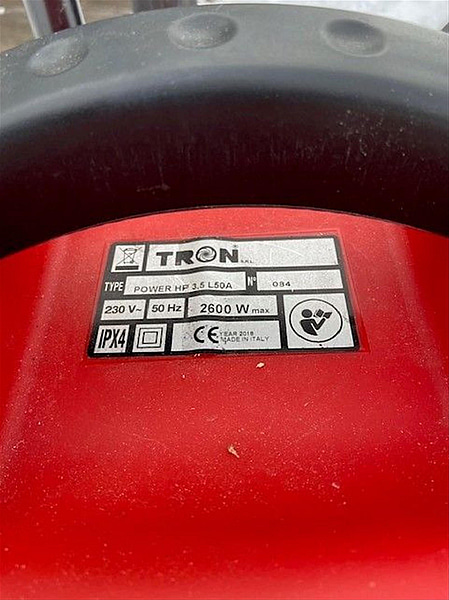 TRON S.R.L.
TYPE POWER HP 3.5 L50A N° 084
230 V~ 50 Hz 2600 W max
IPX4 CE YEAR 2018
MADE IN ITALY